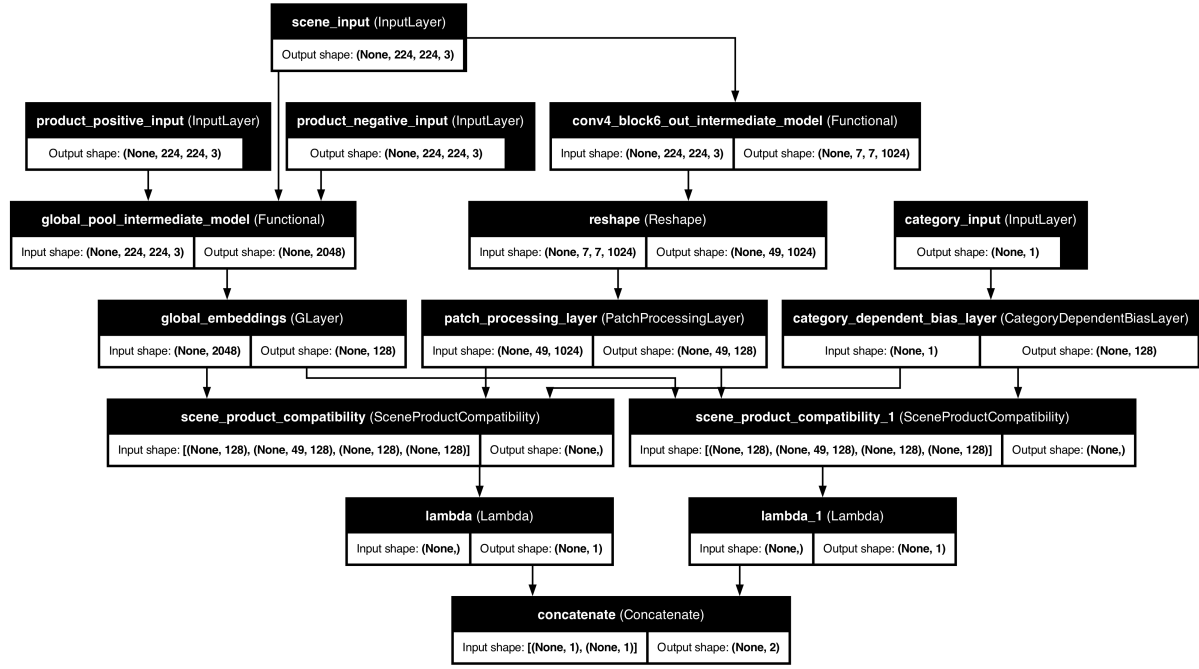 scene_input (InputLayer)
Output shape: (None, 224, 224, 3)
product_positive_input (InputLayer)
Output shape: (None, 224, 224, 3)
product_negative_input (InputLayer)
Output shape: (None, 224, 224, 3)
conv4_block6_out_intermediate_model (Functional)
Input shape: (None, 224, 224, 3) Output shape: (None, 7, 7, 1024)
global_pool_intermediate_model (Functional)
Input shape: (None, 224, 224, 3) Output shape: (None, 2048)
reshape (Reshape)
Input shape: (None, 7, 7, 1024) Output shape: (None, 49, 1024)
category_input (InputLayer)
Output shape: (None, 1)
global_embeddings (GLayer)
Input shape: (None, 2048) Output shape: (None, 128)
patch_processing_layer (PatchProcessingLayer)
Input shape: (None, 49, 1024) Output shape: (None, 49, 128)
category_dependent_bias_layer (CategoryDependentBiasLayer)
Input shape: (None, 1) Output shape: (None, 128)
scene_product_compatibility (SceneProductCompatibility)
Input shape: [(None, 128), (None, 49, 128), (None, 128), (None, 128)] Output shape: (None,)
scene_product_compatibility_1 (SceneProductCompatibility)
Input shape: [(None, 128), (None, 49, 128), (None, 128), (None, 128)] Output shape: (None,)
lambda (Lambda)
Input shape: (None,) Output shape: (None, 1)
lambda_1 (Lambda)
Input shape: (None,) Output shape: (None, 1)
concatenate (Concatenate)
Input shape: [(None, 1), (None, 1)] Output shape: (None, 2)